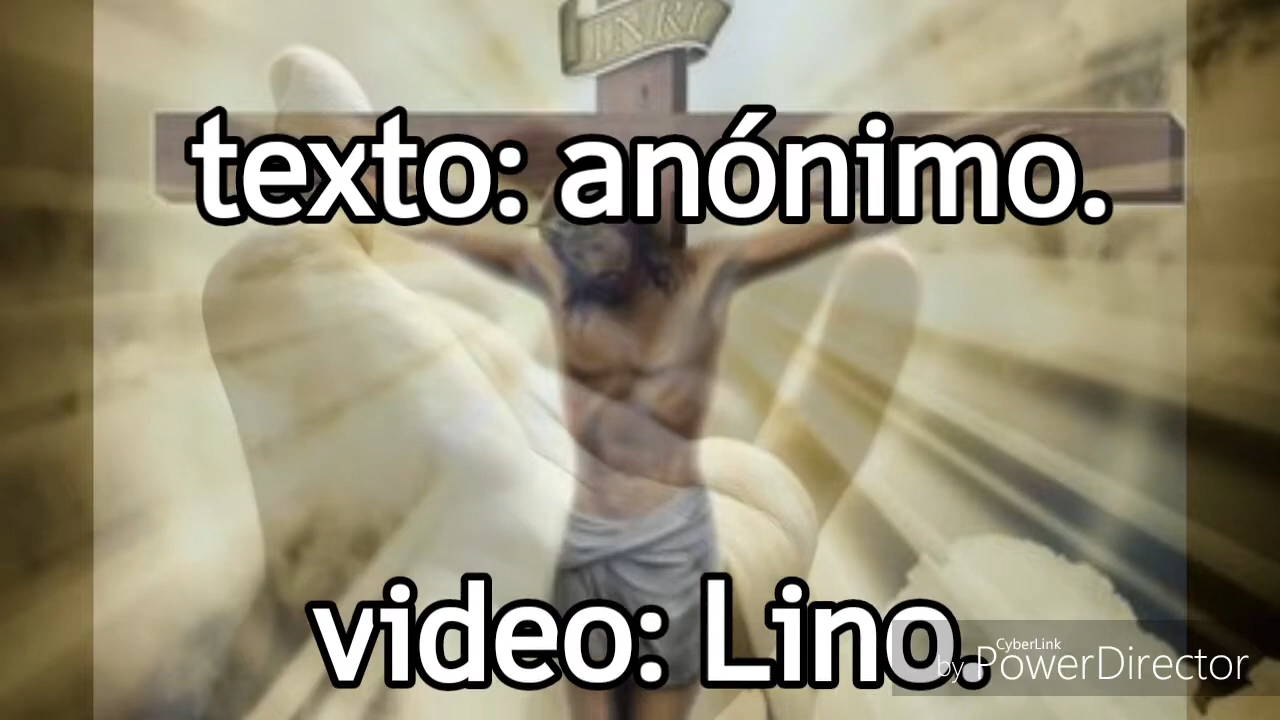 INRI
texto: anónimo.
video: Lino.
CyberLink
by PowerDirector